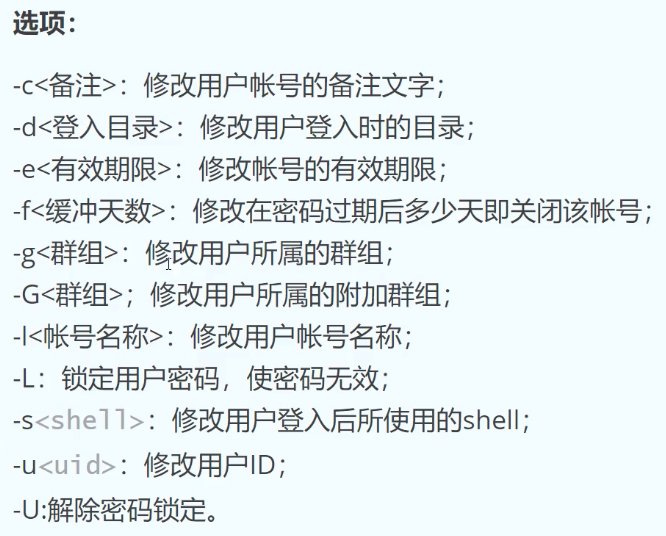 选项：
-c<备注>：修改用户帐号的备注文字；
-d<登入目录>：修改用户登入时的目录；
-e<有效期限>：修改帐号的有效期限；
-f<缓冲天数>：修改在密码过期后多少天即关闭该帐号；
-g<群组>：修改用户所属的群组；
-G<群组>；修改用户所属的附加群组；
-l<帐号名称>：修改用户帐号名称；
-L：锁定用户密码，使密码无效；
-s<shell>：修改用户登入后所使用的shell；
-u<uid>：修改用户ID；
-U:解除密码锁定。